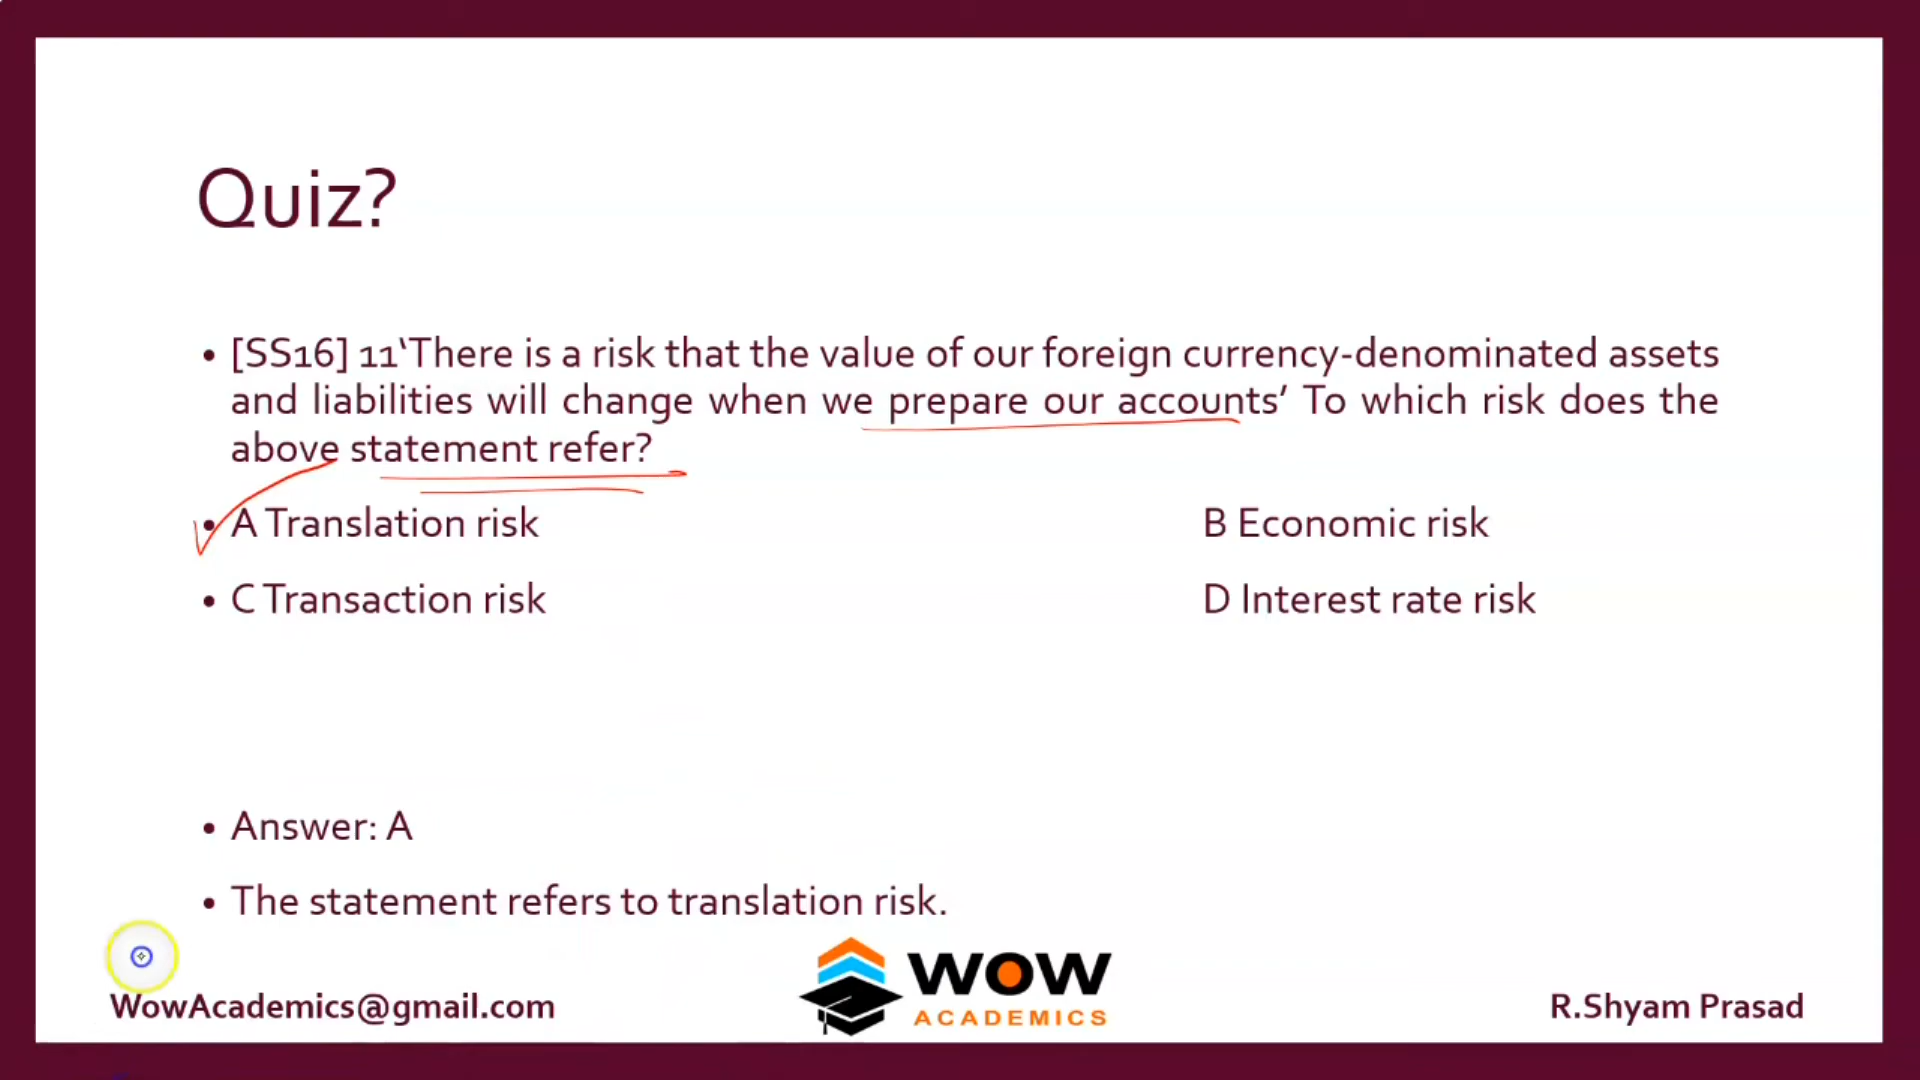 Quiz?
• [SS16] 11‘There is a risk that the value of our foreign currency-denominated assets
and liabilities will change when we prepare our accounts’ To which risk does the
above statement refer?
• A Translation risk B Economic risk
• C Transaction risk D Interest rate risk
• Answer: A
• The statement refers to translation risk.
WowAcademics@gmail.com
WOW
ACADEMICS
R.Shyam Prasad